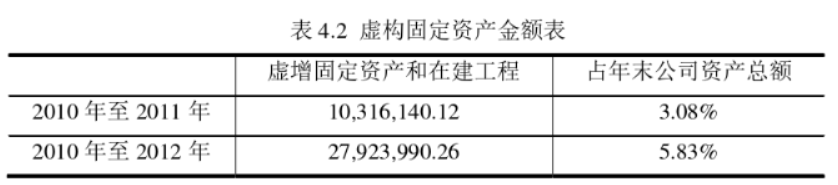 表 4.2 虚构固定资产金额表
虚增固定资产和在建工程 占年末公司资产总额
2010 年至 2011 年 10,316,140.12 3.08%
2010 年至 2012 年 27,923,990.26 5.83%